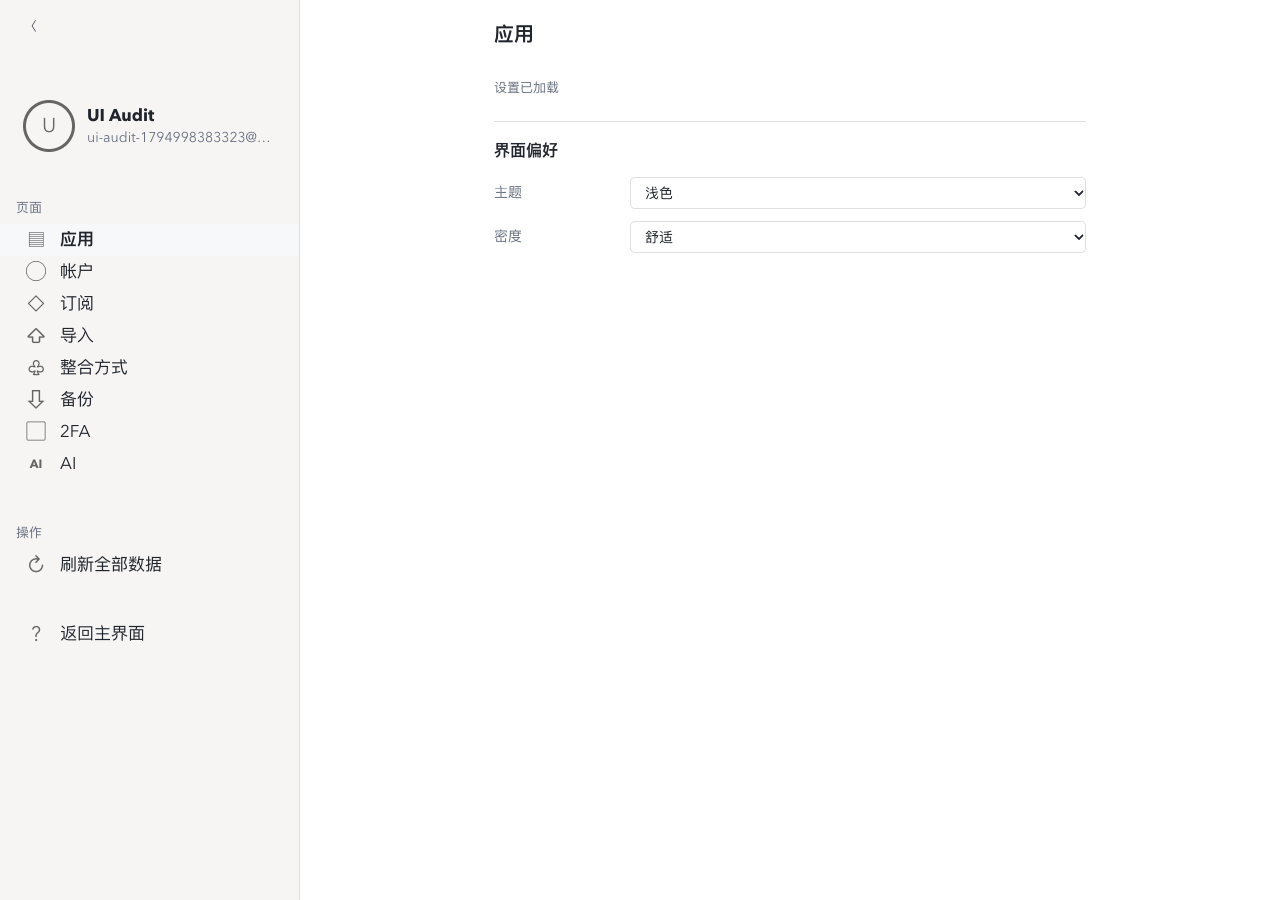 〈
U
UI Audit
ui-audit-1794998383323@…
页面
应用
帐户
订阅
导入
整合方式
备份
2FA
AI AI
操作
刷新全部数据
? 返回主界面
应用
设置已加载
界面偏好
主题 浅色
密度 舒适